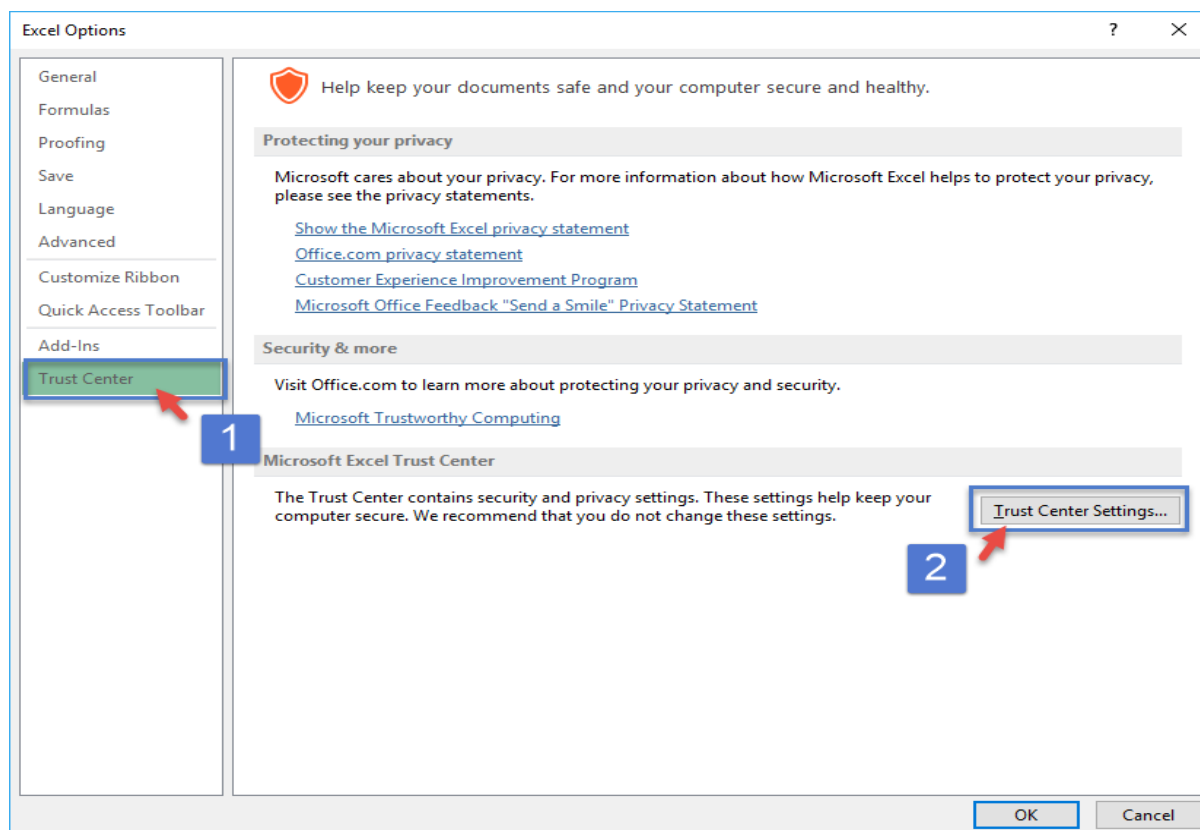 Excel Options
?
General
Formulas
Proofing
Save
Language
Advanced
Customize Ribbon
Quick Access Toolbar
Add-Ins
Trust Center
1
Help keep your documents safe and your computer secure and healthy.
Protecting your privacy
Microsoft cares about your privacy. For more information about how Microsoft Excel helps to protect your privacy,
please see the privacy statements.
Show the Microsoft Excel privacy statement
Office.com privacy statement
Customer Experience Improvement Program
Microsoft Office Feedback "Send a Smile" Privacy Statement
Security & more
Visit Office.com to learn more about protecting your privacy and security.
Microsoft Trustworthy Computing
Microsoft Excel Trust Center
The Trust Center contains security and privacy settings. These settings help keep your
computer secure. We recommend that you do not change these settings.
Trust Center Settings...
2
OK
Cancel